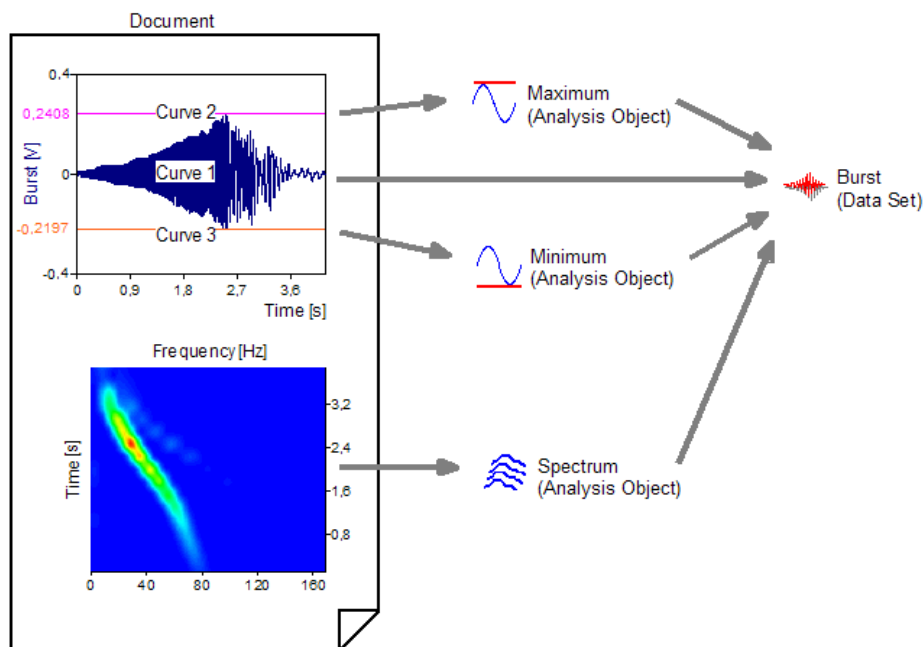 Document
0.4
0,2408
Curve 2
Burst [V]
0
Curve 1
-0,2197
Curve 3
-0.4
0 0,9 1,8 2,7 3,6
Time [s]
Frequency[Hz]
3,2
Time [s]
2,4
1,6
0,8
0 40 80 120 160
Maximum
(Analysis Object)
Burst
(Data Set)
Minimum
(Analysis Object)
Spectrum
(Analysis Object)